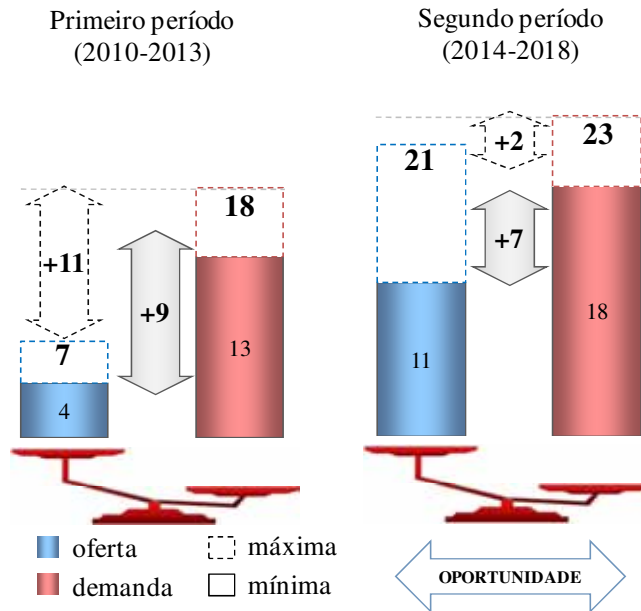 Primeiro período
(2010-2013)
Segundo período
(2014-2018)
+11
7
4
+9
18
13
21
11
+2
+7
23
18
oferta
demanda
máxima
mínima
OPORTUNIDADE